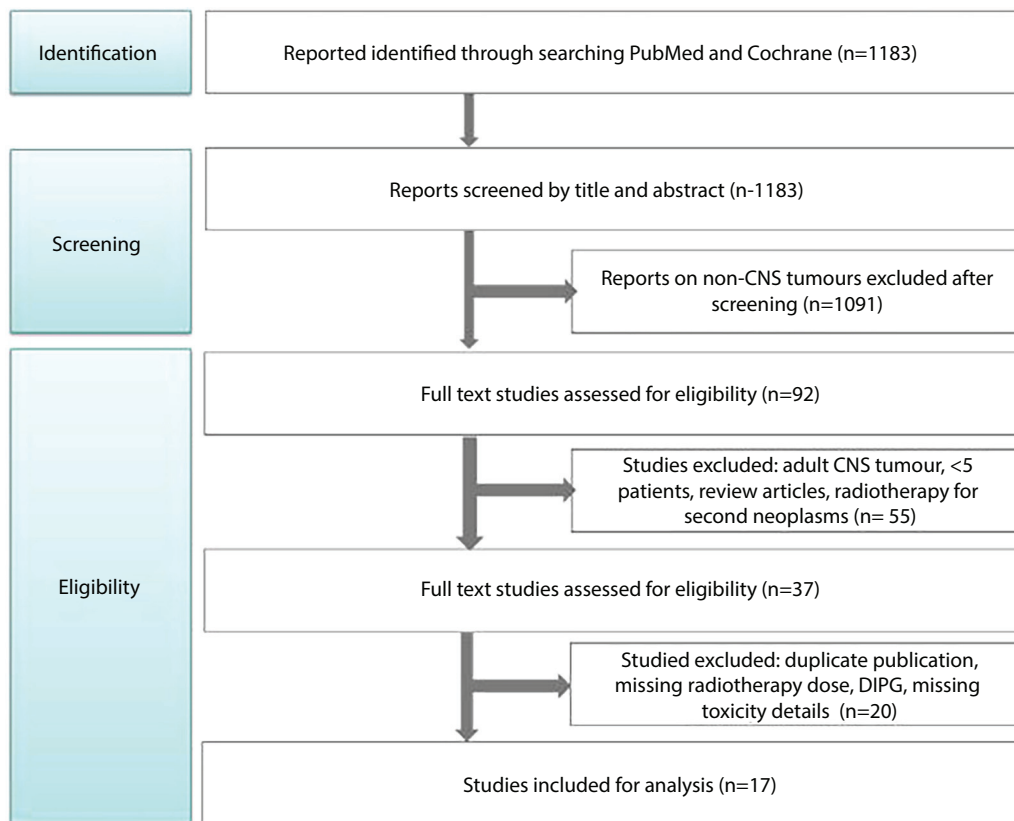 Identification
Reported identified through searching PubMed and Cochrane (n=1183)
Screening
Reports screened by title and abstract (n-1183)
Reports on non-CNS tumours excluded after
screening (n=1091)
Eligibility
Full text studies assessed for eligibility (n=92)
Studies excluded: adult CNS tumour, <5
patients, review articles, radiotherapy for
second neoplasms (n= 55)
Full text studies assessed for eligibility (n=37)
Studied excluded: duplicate publication,
missing radiotherapy dose, DIPG, missing
toxicity details (n=20)
Studies included for analysis (n=17)